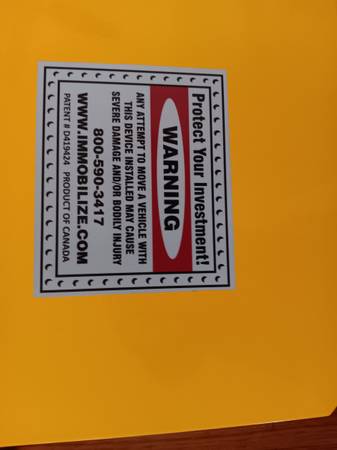 Protect Your Investment!
WARNING
ANY ATTEMPT TO MOVE A VEHICLE WITH
THIS DEVICE INSTALLED MAY CAUSE
SEVERE DAMAGE AND/OR BODILY INJURY
800-590-3417
WWW.IMMOBILIZE.COM
PATENT # D419424 PRODUCT OF CANADA